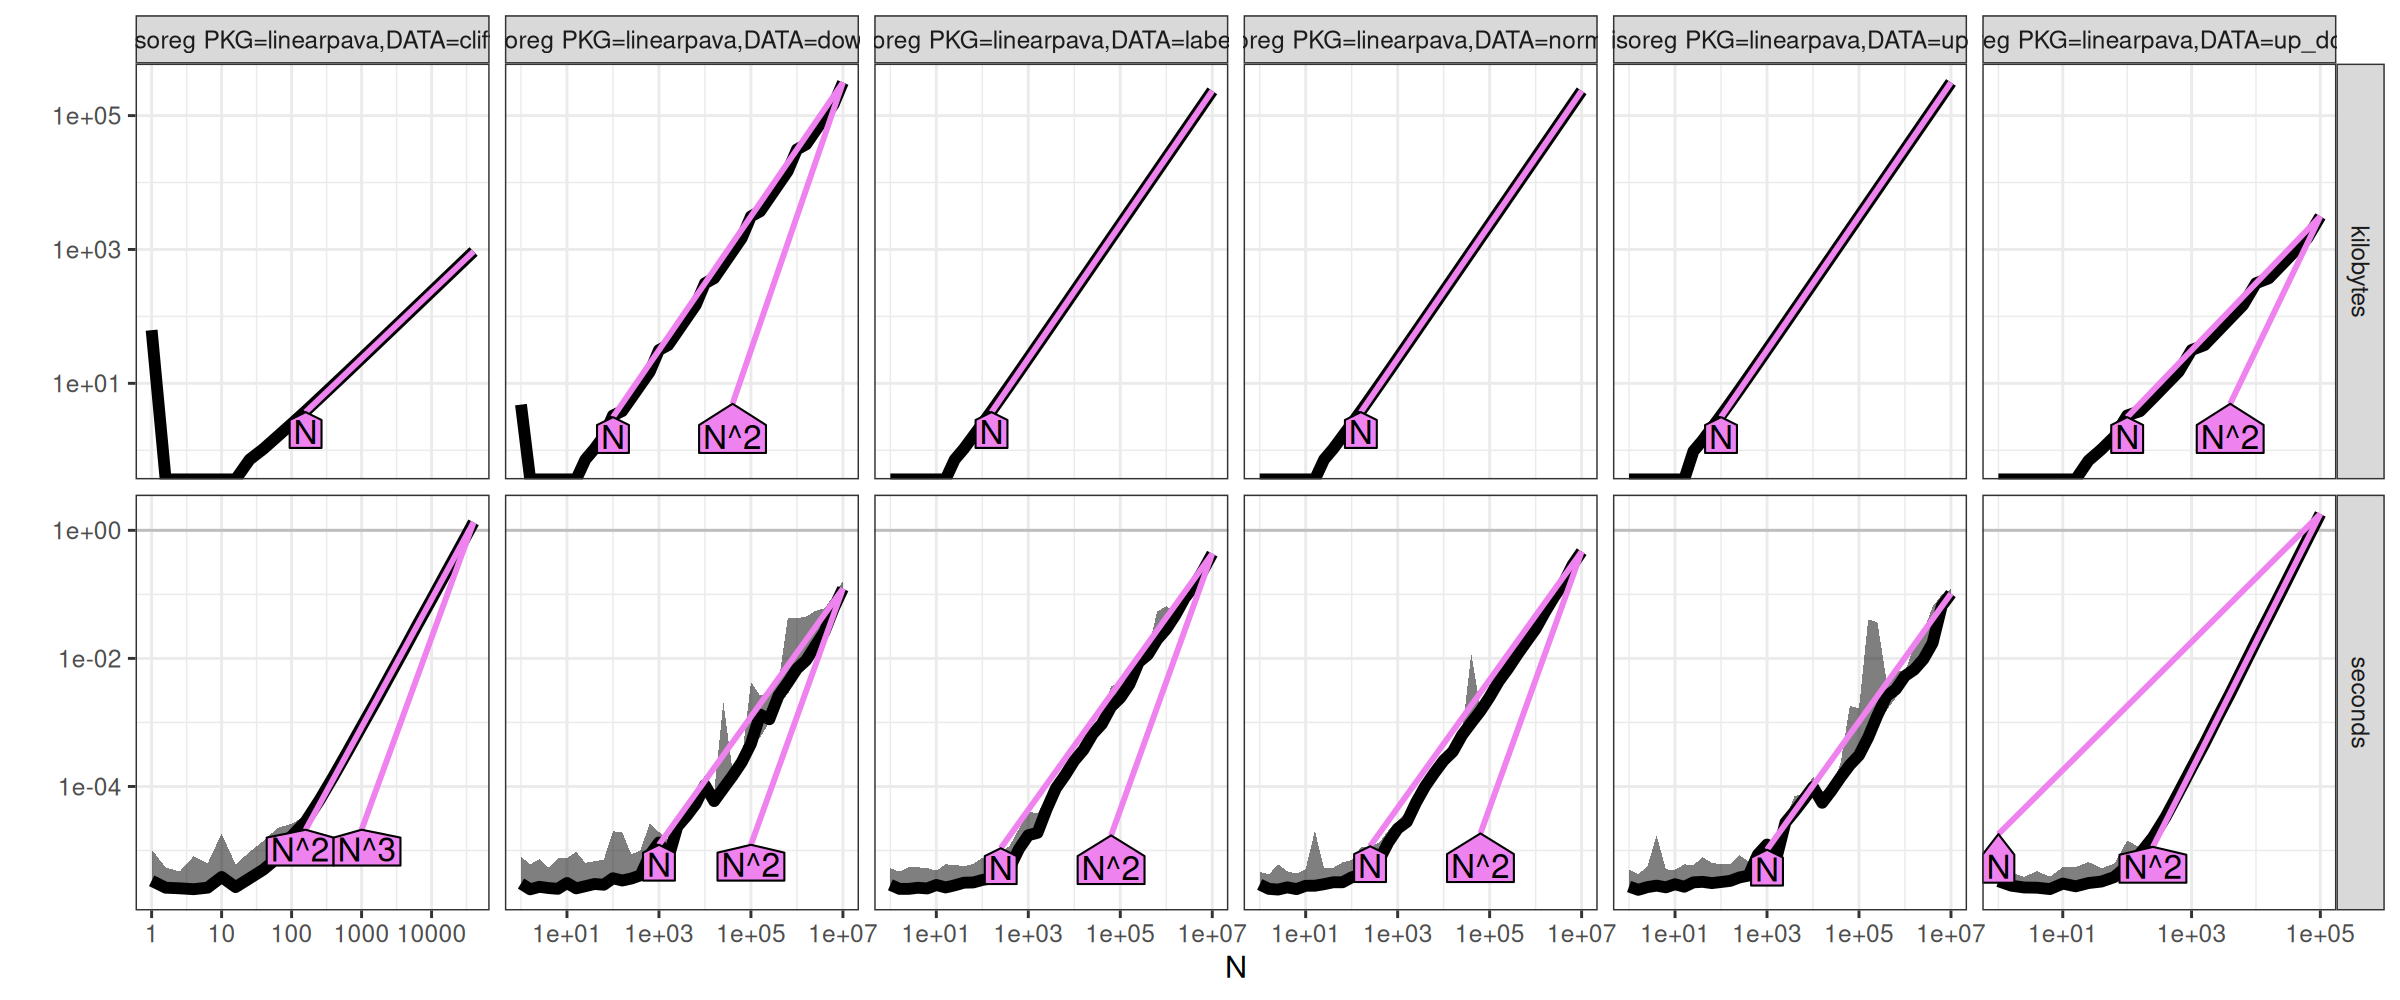 soreg PKG=linearpava,DATA=clif
oreg PKG=linearpava,DATA=dow
oreg PKG=linearpava,DATA=labe
oreg PKG=linearpava,DATA=norm
isoreg PKG=linearpava,DATA=up
eg PKG=linearpava,DATA=up_do
1e+05
1e+03
1e+01
N
N
N^2
N
N
N
N
N^2
kilobytes
1e+00
1e-02
1e-04
N^2
N^3
N
N^2
N
N^2
N
N^2
N
N
N^2
seconds
1 10 100 1000 10000
1e+01 1e+03 1e+05 1e+07
1e+01 1e+03 1e+05 1e+07
1e+01 1e+03 1e+05 1e+07
1e+01 1e+03 1e+05 1e+07
1e+01 1e+03 1e+05
N